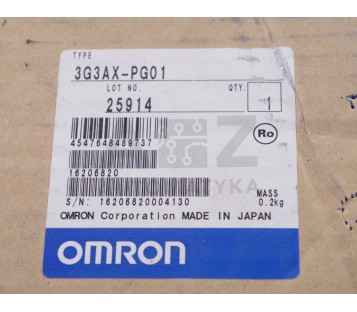 TYPE
3G3AX-PG01
LOT NO. QTY.
25914 1
Ro
Z
YKA
4547648489737
16206820
MASS
S/N: 16206820004130 0.2kg
OMRON Corporation MADE IN JAPAN
OMRON